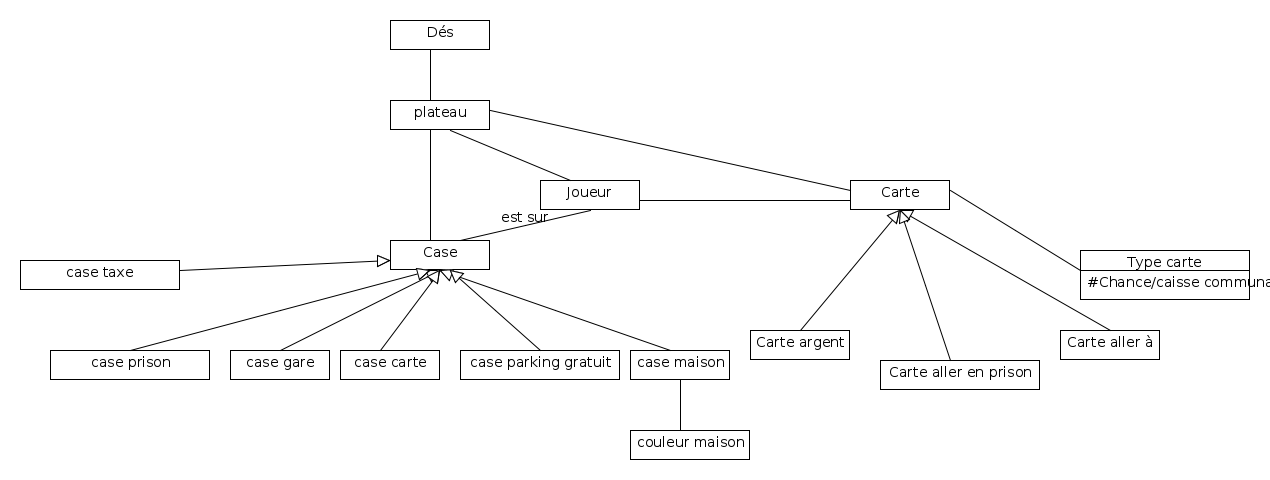 Dés
plateau
Joueur
Carte
est sur
Case
case taxe
Type carte
#Chance/caisse communa
case prison
case gare
case carte
case parking gratuit
case maison
Carte argent
Carte aller en prison
Carte aller à
couleur maison